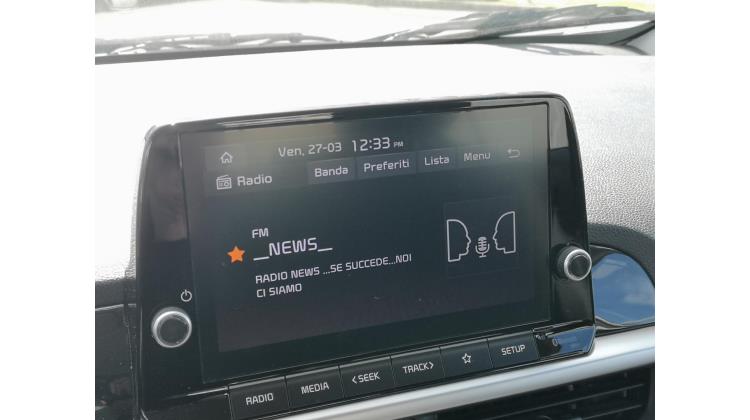 Ven, 27-03 12:33 PM
Radio
Banda Preferiti Lista Menu
FM
__NEWS__
RADIO NEWS ...SE SUCCEDE...NOI
CI SIAMO
RADIO MEDIA <SEEK TRACK> SETUP